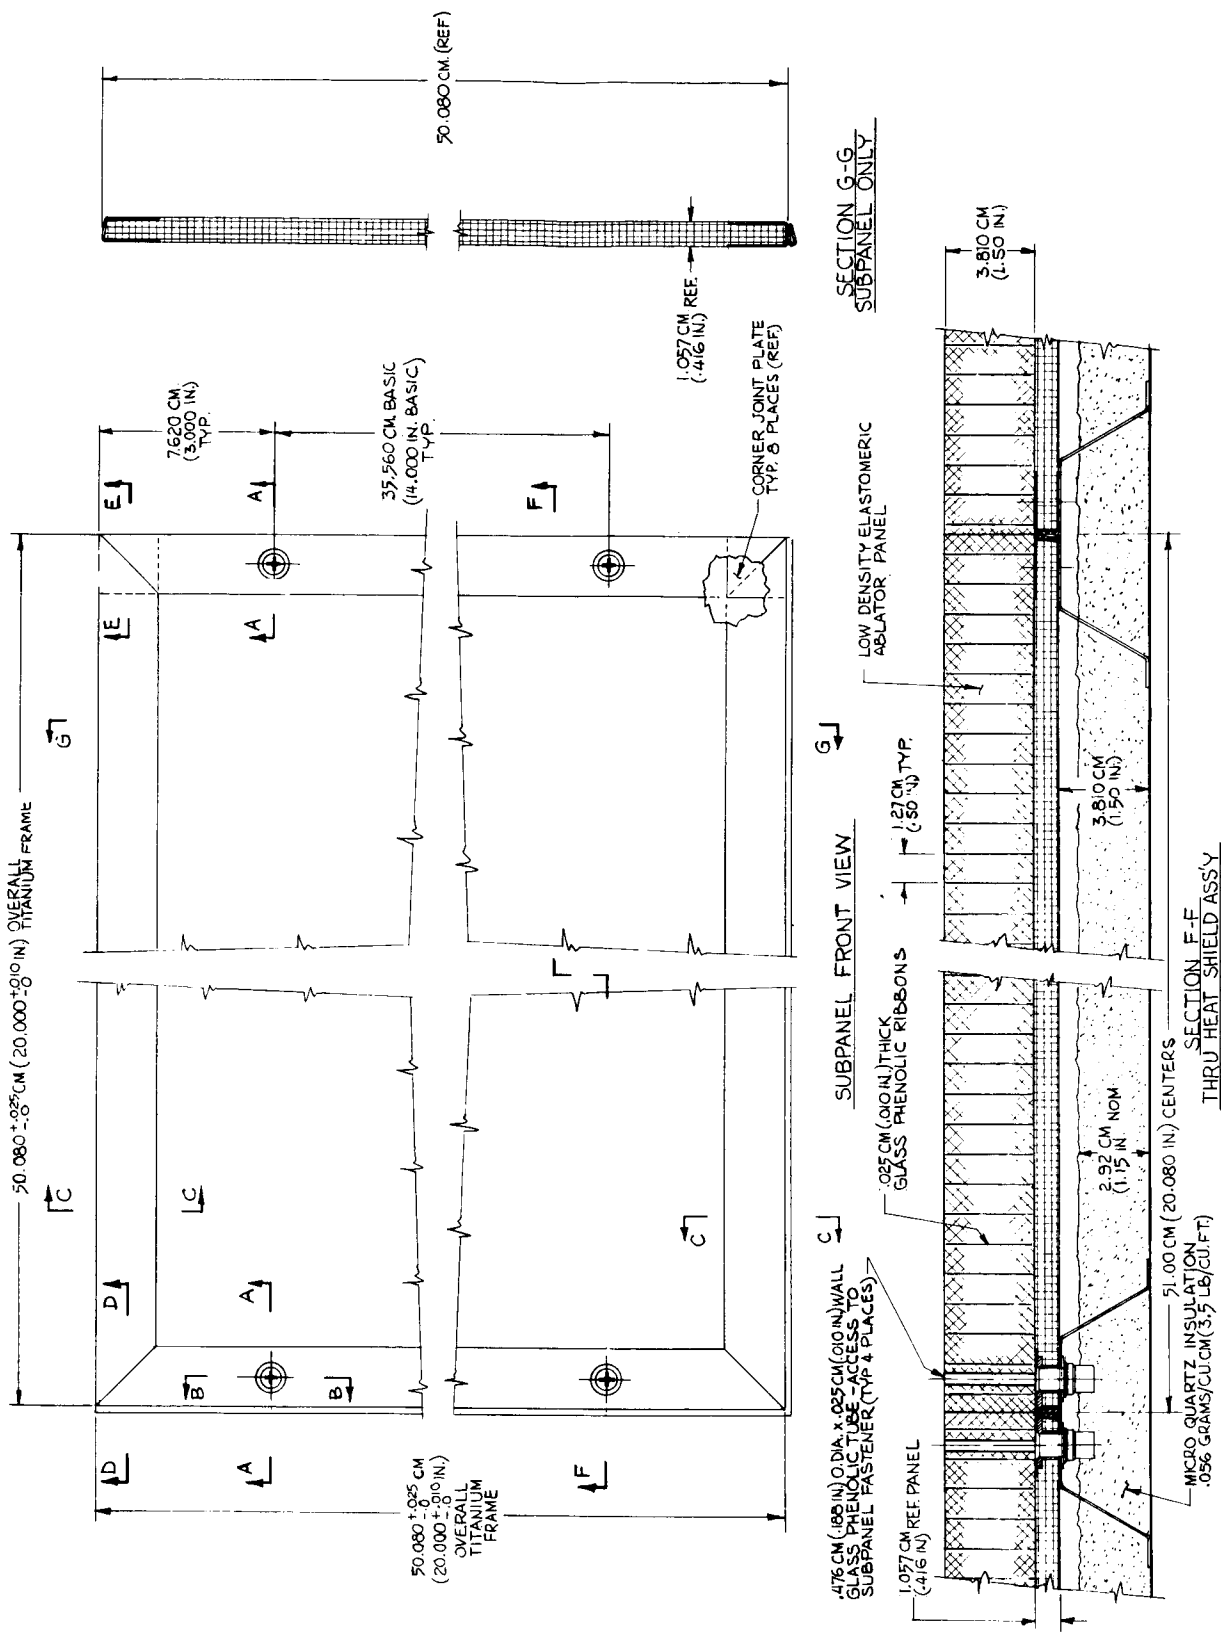 50.080 +.025 -.0 CM (20.000 +.010 -.0 IN) OVERALL
TITANIUM FRAME
50.080 +.025 -.0 CM
(20.000 +.010 -.0 IN.)
OVERALL
TITANIUM
FRAME
D
D
A
A
F
B
B
C
C
C
C
G
G
E
E
A
A
F
7.620 CM.
(3.000 IN.)
TYP.
35.560 CM. BASIC
(14.000 IN. BASIC)
TYP.
CORNER JOINT PLATE
TYP. 8 PLACES (REF)
50.080 CM. (REF)
1.057 CM
(.416 IN.) REF.
SECTION G-G
SUBPANEL ONLY
SUBPANEL FRONT VIEW
.476 CM (.188 IN) O.DIA. X .025 CM (.010 IN) WALL
GLASS PHENOLIC TUBE - ACCESS TO
SUBPANEL FASTENER (TYP 4 PLACES)
1.057 CM
(.416 IN) REF. PANEL
.025 CM (.010 IN.) THICK
GLASS PHENOLIC RIBBONS
1.27 CM
(.50 IN) TYP.
LOW DENSITY ELASTOMERIC
ABLATOR PANEL
3.810 CM
(1.50 IN.)
3.810 CM
(1.50 IN.)
2.92 CM NOM
(1.15 IN
51.00 CM (20.080 IN.) CENTERS
MICRO QUARTZ INSULATION
.056 GRAMS/CU.CM (3.5 LB/CU.FT.)
SECTION F-F
THRU HEAT SHIELD ASS'Y